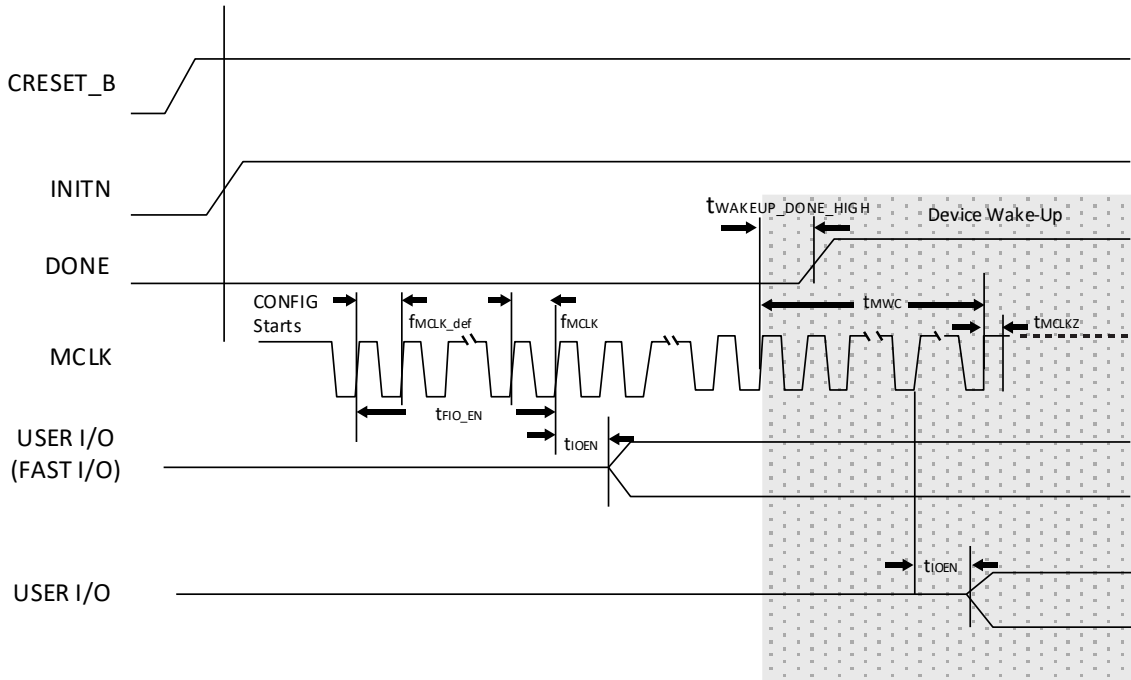 CRESET_B
INITN
tWAKEUP_DONE_HIGH
Device Wake-Up
DONE
CONFIG
Starts
fMCLK_def
fMCLK
tMWC
tMCLKZ
MCLK
tFIO_EN
USER I/O
(FAST I/O)
tIOEN
USER I/O
tIOEN